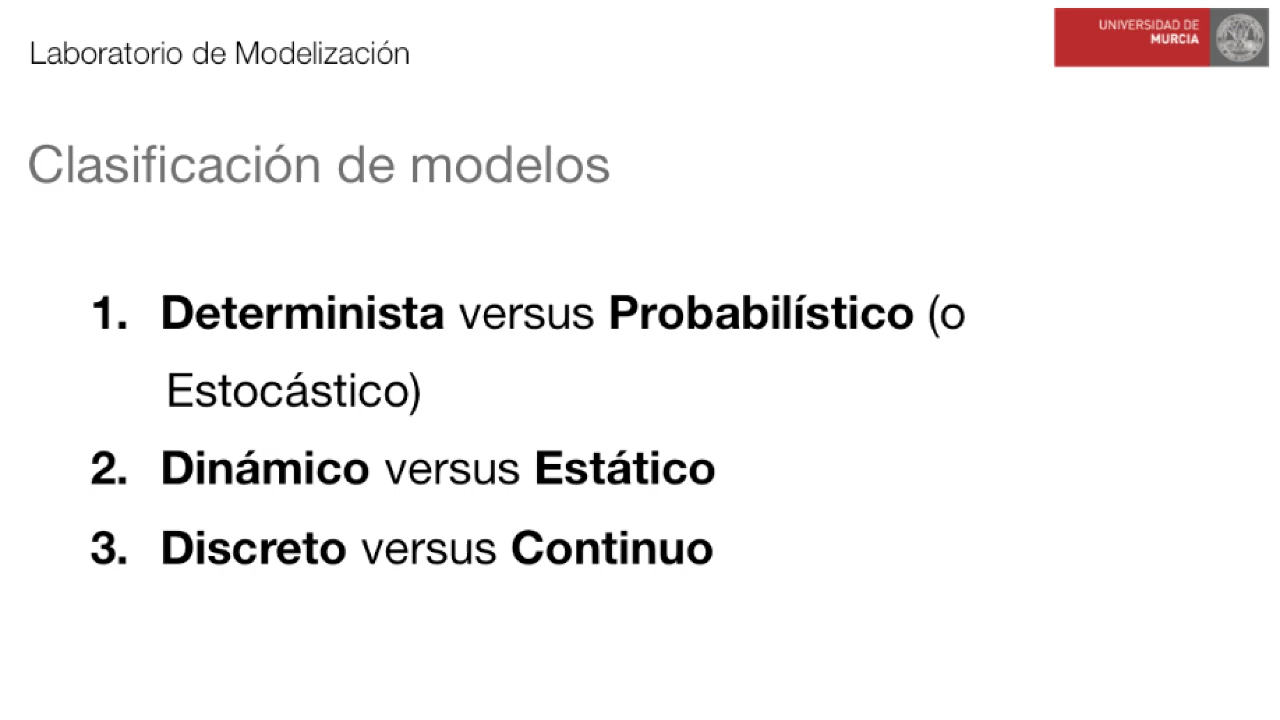 Laboratorio de Modelización
UNIVERSIDAD DE
MURCIA
Clasificación de modelos
1. Determinista versus Probabilístico (o
Estocástico)
2. Dinámico versus Estático
3. Discreto versus Continuo